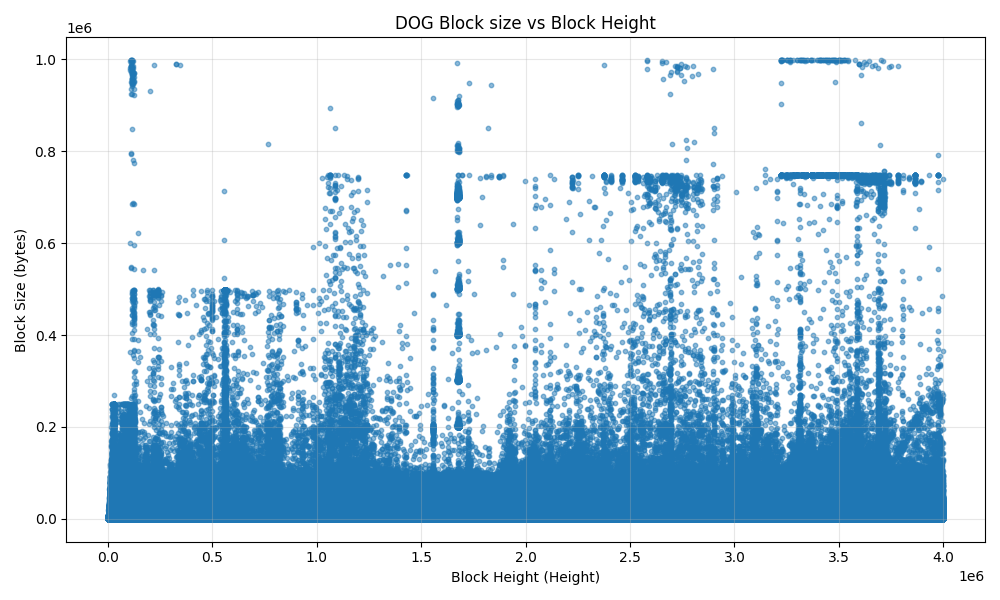 DOG Block size vs Block Height
1e6
1.0
0.8
0.6
0.4
0.2
0.0
Block Size (bytes)
0.0 0.5 1.0 1.5 2.0 2.5 3.0 3.5 4.0
1e6
Block Height (Height)